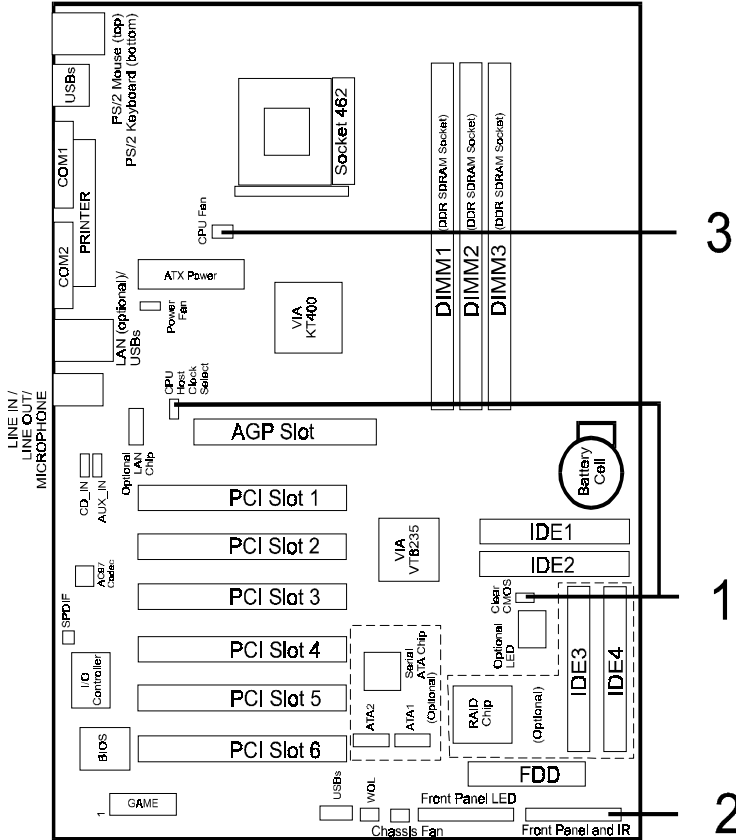 PS/2 Mouse (top)
PS/2 Keyboard (bottom)
USBs
Socket 462
COM1
PRINTER
COM2
CPU Fan
3
ATX Power
Power
Fan
LAN (optional)/
USBs
VIA
KT400
DIMM1 (DDR SDRAM Socket)
DIMM2 (DDR SDRAM Socket)
DIMM3 (DDR SDRAM Socket)
LINE IN /
LINE OUT/
MICROPHONE
CPU
Host
Clock
Select
AGP Slot
Optional
LAN
Chip
CD_IN
AUX_IN
Battery
Cell
PCI Slot 1
IDE1
PCI Slot 2
VIA
VT8235
IDE2
AC97
Codec
PCI Slot 3
Clear
CMOS
1
SPDIF
Optional
LED
PCI Slot 4
Serial
ATA Chip
(Optional)
IDE3
IDE4
I/O
Controller
PCI Slot 5
ATA2
ATA1
RAID
Chip
(Optional)
BIOS
PCI Slot 6
FDD
1
GAME
USBs
WOL
Chassis Fan
Front Panel LED
Front Panel and IR
2